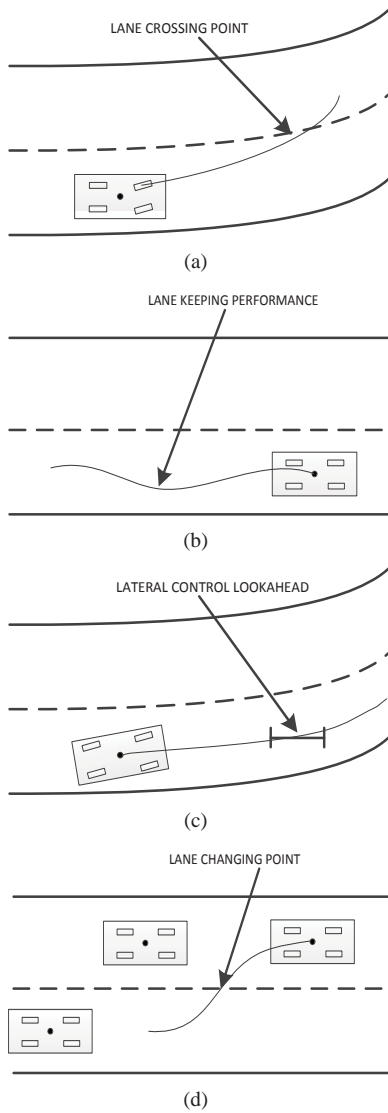 LANE CROSSING POINT
(a)
LANE KEEPING PERFORMANCE
(b)
LATERAL CONTROL LOOKAHEAD
(c)
LANE CHANGING POINT
(d)